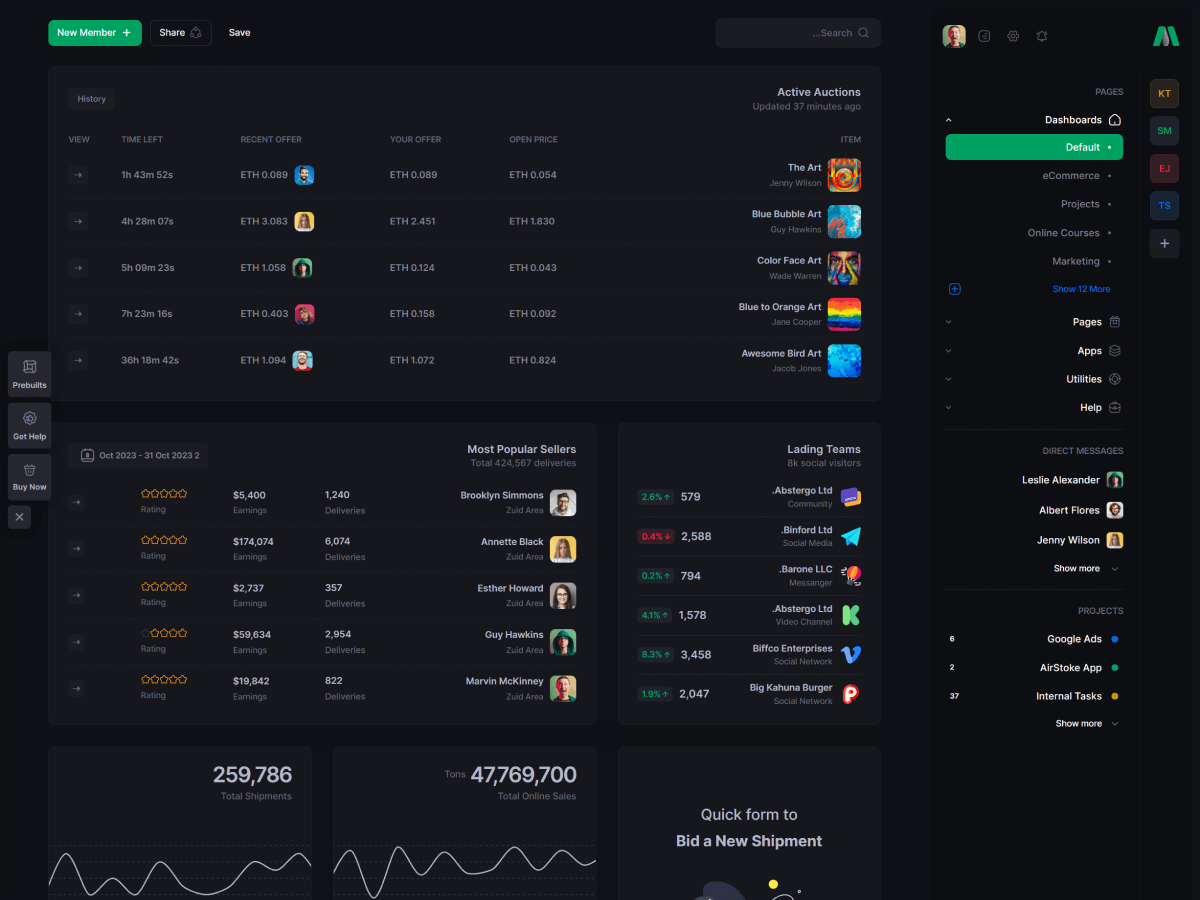 New Member +
Share
Save
...Search
History
Active Auctions
Updated 37 minutes ago
VIEW TIME LEFT RECENT OFFER YOUR OFFER OPEN PRICE ITEM
1h 43m 52s ETH 0.089 ETH 0.089 ETH 0.054 The Art
Jenny Wilson
4h 28m 07s ETH 3.083 ETH 2.451 ETH 1.830 Blue Bubble Art
Guy Hawkins
5h 09m 23s ETH 1.058 ETH 0.124 ETH 0.043 Color Face Art
Wade Warren
7h 23m 16s ETH 0.403 ETH 0.158 ETH 0.092 Blue to Orange Art
Jane Cooper
36h 18m 42s ETH 1.094 ETH 1.072 ETH 0.824 Awesome Bird Art
Jacob Jones
Prebuilts
Get Help
Buy Now
Oct 2023 - 31 Oct 2023 2
Most Popular Sellers
Total 424,567 deliveries
$5,400 1,240 Brooklyn Simmons
Rating Earnings Deliveries Zuid Area
$174,074 6,074 Annette Black
Rating Earnings Deliveries Zuid Area
$2,737 357 Esther Howard
Rating Earnings Deliveries Zuid Area
$59,634 2,954 Guy Hawkins
Rating Earnings Deliveries Zuid Area
$19,842 822 Marvin McKinney
Rating Earnings Deliveries Zuid Area
Lading Teams
8k social visitors
2.6% 579 .Abstergo Ltd
Community
0.4% 2,588 .Binford Ltd
Social Media
0.2% 794 .Barone LLC
Messanger
4.1% 1,578 .Abstergo Ltd
Video Channel
8.3% 3,458 Biffco Enterprises
Social Network
1.9% 2,047 Big Kahuna Burger
Social Network
259,786
Total Shipments
Tons 47,769,700
Total Online Sales
Quick form to
Bid a New Shipment
PAGES
Dashboards
Default
eCommerce
Projects
Online Courses
Marketing
Show 12 More
Pages
Apps
Utilities
Help
DIRECT MESSAGES
Leslie Alexander
Albert Flores
Jenny Wilson
Show more
PROJECTS
6 Google Ads
2 AirStoke App
37 Internal Tasks
Show more
KT
SM
EJ
TS
+